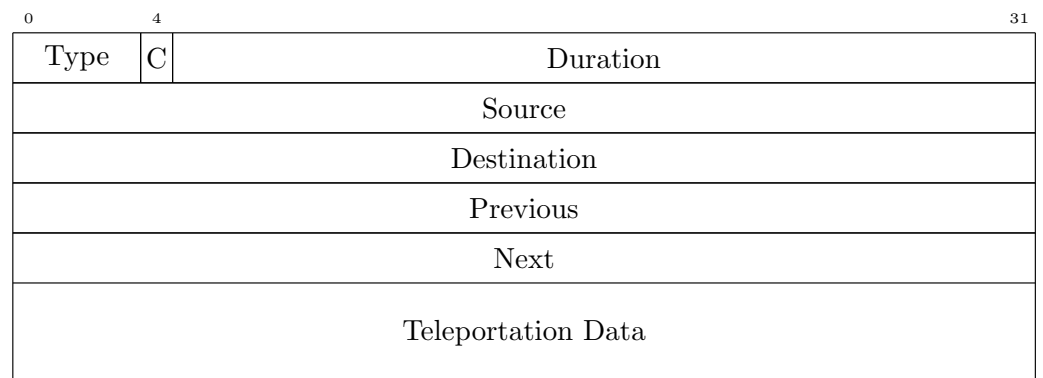 0 4 31
Type C Duration
Source
Destination
Previous
Next
Teleportation Data